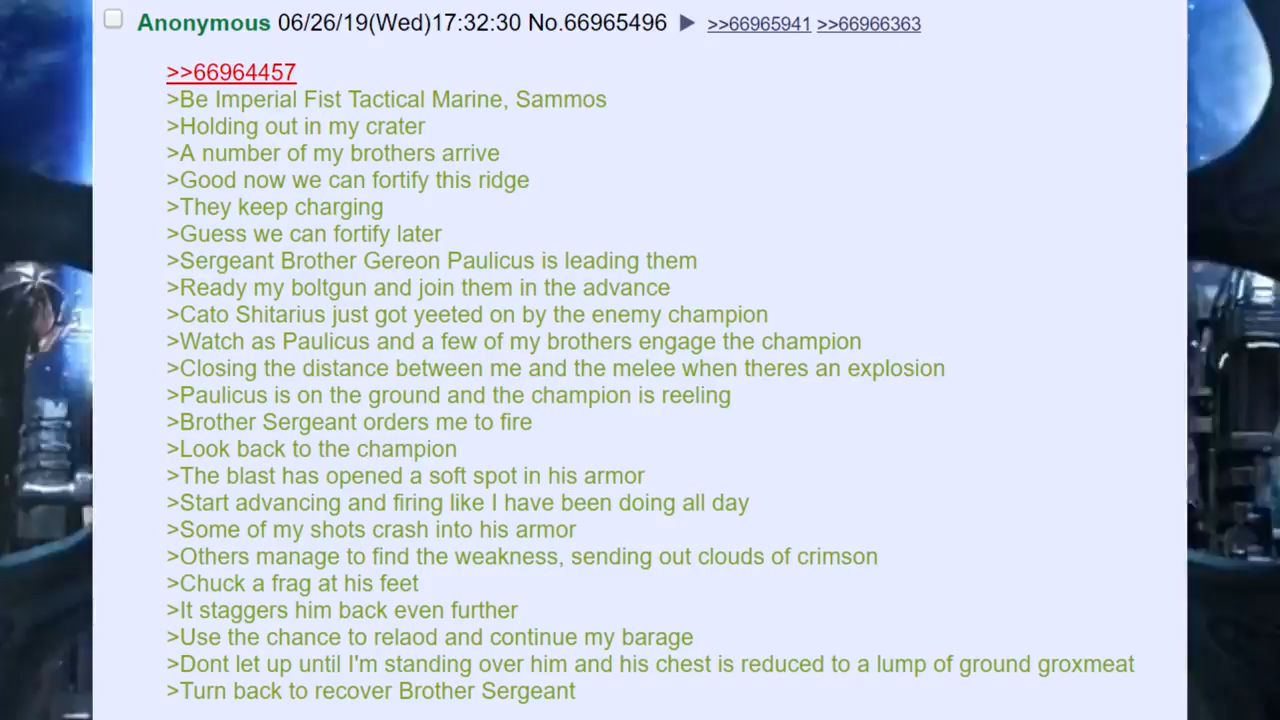 Anonymous 06/26/19(Wed)17:32:30 No.66965496 ▶ >>66965941 >>66966363
>>66964457
>Be Imperial Fist Tactical Marine, Sammos
>Holding out in my crater
>A number of my brothers arrive
>Good now we can fortify this ridge
>They keep charging
>Guess we can fortify later
>Sergeant Brother Gereon Paulicus is leading them
>Ready my boltgun and join them in the advance
>Cato Shitarius just got yeeted on by the enemy champion
>Watch as Paulicus and a few of my brothers engage the champion
>Closing the distance between me and the melee when theres an explosion
>Paulicus is on the ground and the champion is reeling
>Brother Sergeant orders me to fire
>Look back to the champion
>The blast has opened a soft spot in his armor
>Start advancing and firing like I have been doing all day
>Some of my shots crash into his armor
>Others manage to find the weakness, sending out clouds of crimson
>Chuck a frag at his feet
>It staggers him back even further
>Use the chance to relaod and continue my barage
>Dont let up until I'm standing over him and his chest is reduced to a lump of ground groxmeat
>Turn back to recover Brother Sergeant